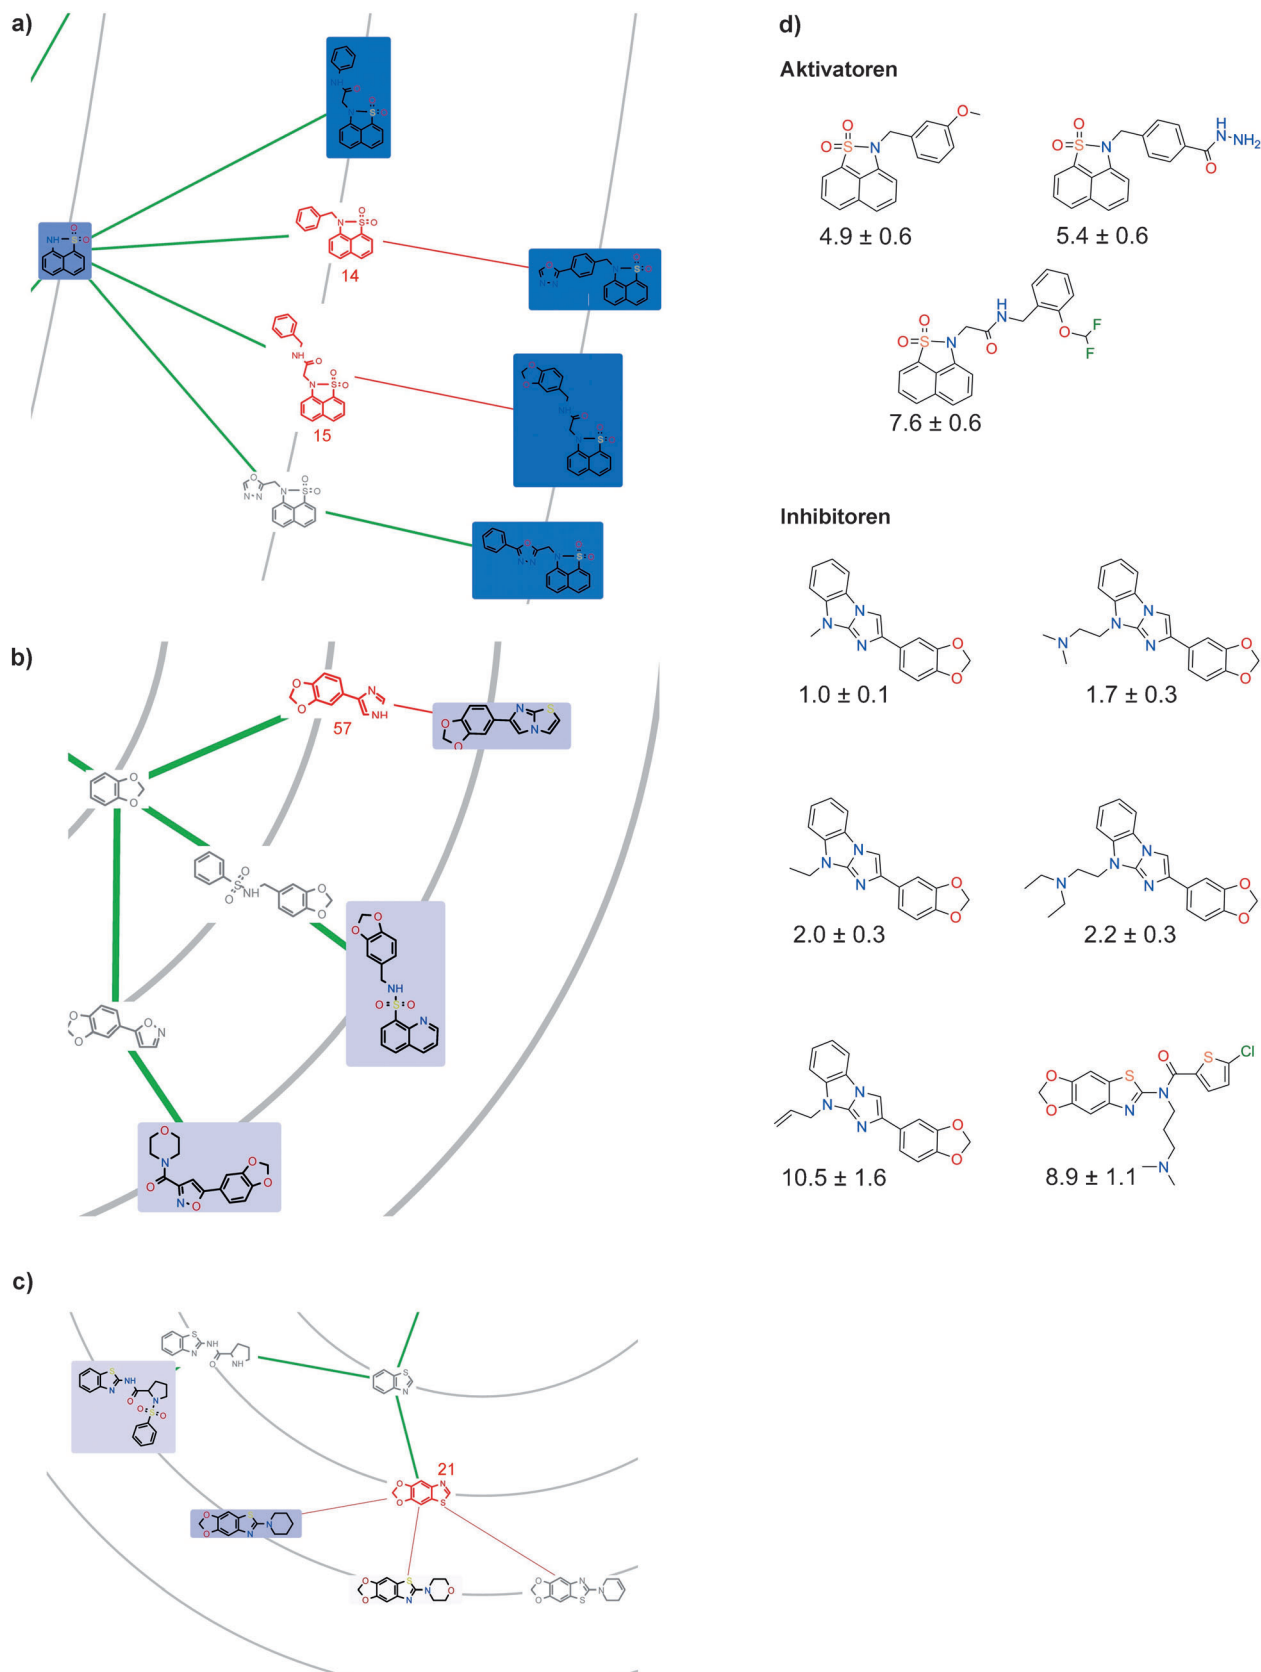 a)
14
15
b)
57
c)
21
d)
Aktivatoren
4.9 ± 0.6
5.4 ± 0.6
7.6 ± 0.6
Inhibitoren
1.0 ± 0.1
1.7 ± 0.3
2.0 ± 0.3
2.2 ± 0.3
10.5 ± 1.6
8.9 ± 1.1